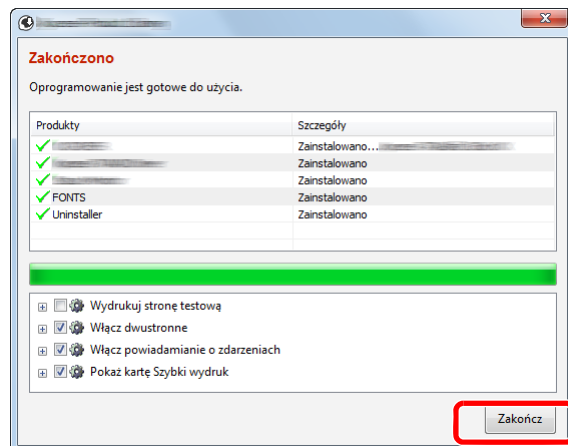 Zakończono
Oprogramowanie jest gotowe do użycia.
Produkty Szczegóły
Zainstalowano...
Zainstalowano
Zainstalowano
FONTS Zainstalowano
Uninstaller Zainstalowano
Wydrukuj stronę testową
Włącz dwustronne
Włącz powiadamianie o zdarzeniach
Pokaż kartę Szybki wydruk
Zakończ